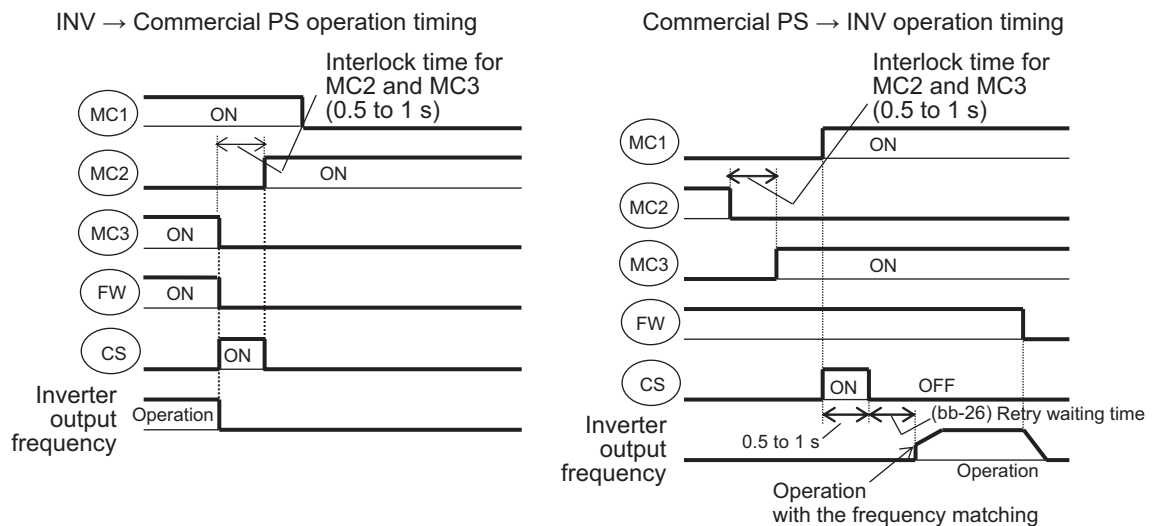 INV → Commercial PS operation timing
Interlock time for
MC2 and MC3
(0.5 to 1 s)
MC1
ON
MC2
ON
MC3
ON
FW
ON
CS
ON
Inverter
output
frequency
Operation
Commercial PS → INV operation timing
Interlock time for
MC2 and MC3
(0.5 to 1 s)
MC1
ON
MC2
MC3
ON
FW
CS
ON
OFF
(bb-26) Retry waiting time
0.5 to 1 s
Inverter
output
frequency
Operation
Operation
with the frequency matching